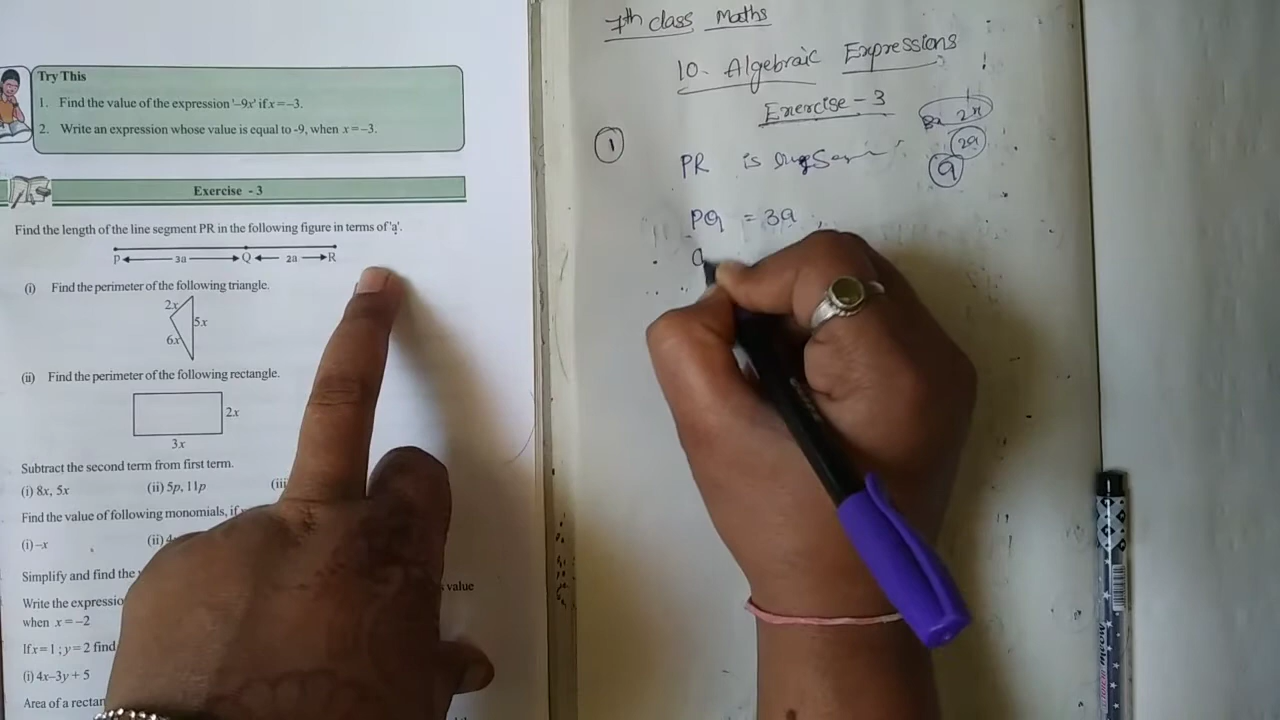 Try This
1. Find the value of the expression '–9x' if x=–3.
2. Write an expression whose value is equal to -9, when x=–3.
Exercise - 3
Find the length of the line segment PR in the following figure in terms of 'a'.
P 3a Q 2a R
(i) Find the perimeter of the following triangle.
2x
5x
6x
(ii) Find the perimeter of the following rectangle.
2x
3x
Subtract the second term from first term.
(i) 8x, 5x (ii) 5p, 11p (iii
Find the value of following monomials, if
(i) –x (ii) 4
Simplify and find the
value
Write the expressio
when x=–2
If x=1 ; y=2 find
(i) 4x–3y + 5
Area of a rectan
7th class Maths
10. Algebraic Expressions
Exercise - 3
2x
2a
a
1
PR is
PQ = 3a ,